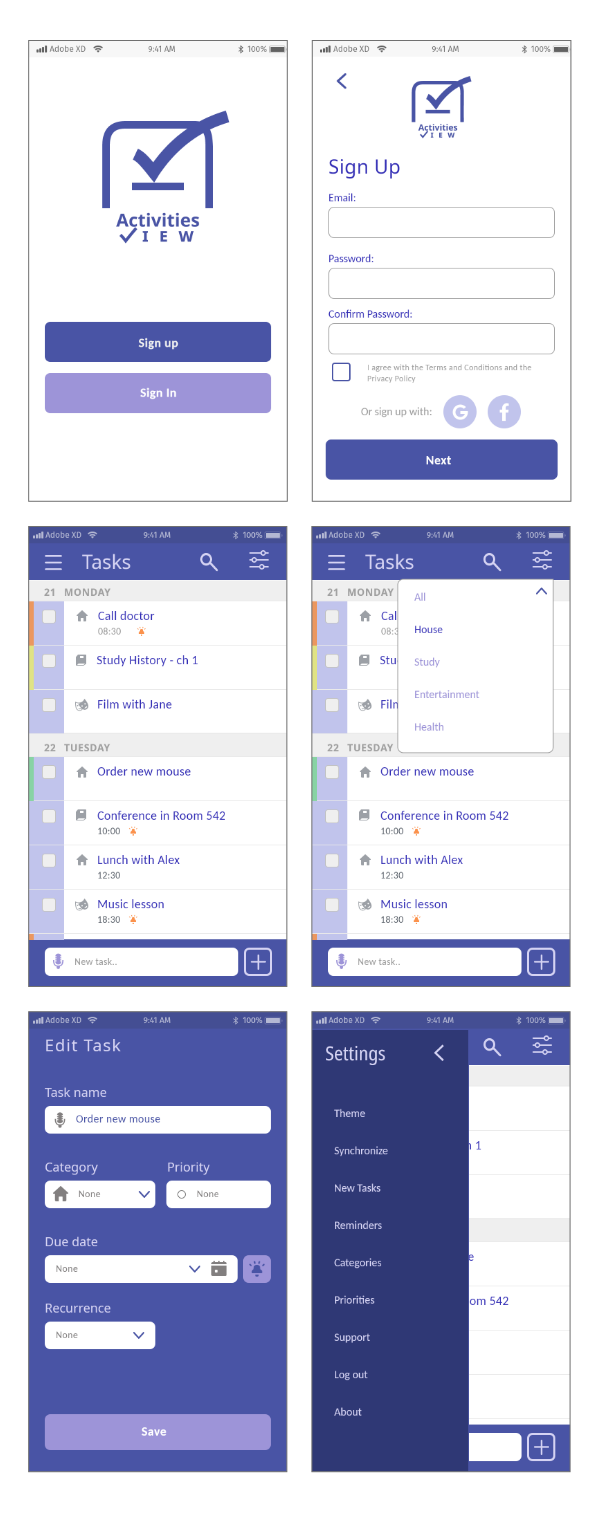 Adobe XD 9:41 AM 100%
Activities
IEW
Sign up
Sign In
Adobe XD 9:41 AM 100%
Activities
IEW
Sign Up
Email:
Password:
Confirm Password:
I agree with the Terms and Conditions and the
Privacy Policy
Or sign up with: G f
Next
Adobe XD 9:41 AM 100%
Tasks
21 MONDAY
Call doctor
08:30
Study History - ch 1
Film with Jane
22 TUESDAY
Order new mouse
Conference in Room 542
10:00
Lunch with Alex
12:30
Music lesson
18:30
New task..
Adobe XD 9:41 AM 100%
Tasks
21 MONDAY
All
Cal
House
08:3
Stu
Study
Entertainment
Film
Health
22 TUESDAY
Order new mouse
Conference in Room 542
10:00
Lunch with Alex
12:30
Music lesson
18:30
New task..
Adobe XD 9:41 AM 100%
Edit Task
Task name
Order new mouse
Category Priority
None None
Due date
None
Recurrence
None
Save
Adobe XD 9:41 AM 100%
Settings
Theme
Synchronize
h 1
New Tasks
Reminders
Categories
e
Priorities
om 542
Support
Log out
About